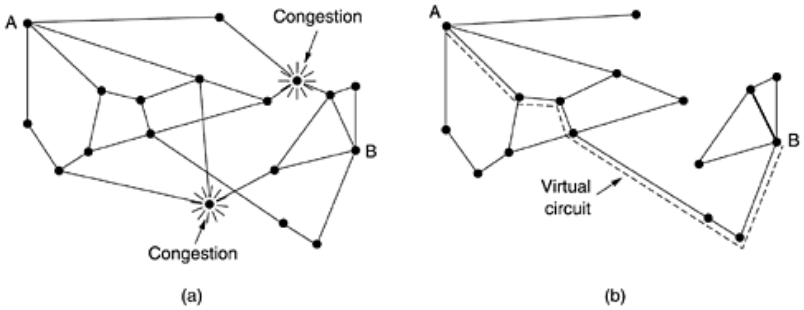 A
Congestion
B
Congestion
(a)
A
B
Virtual
circuit
(b)